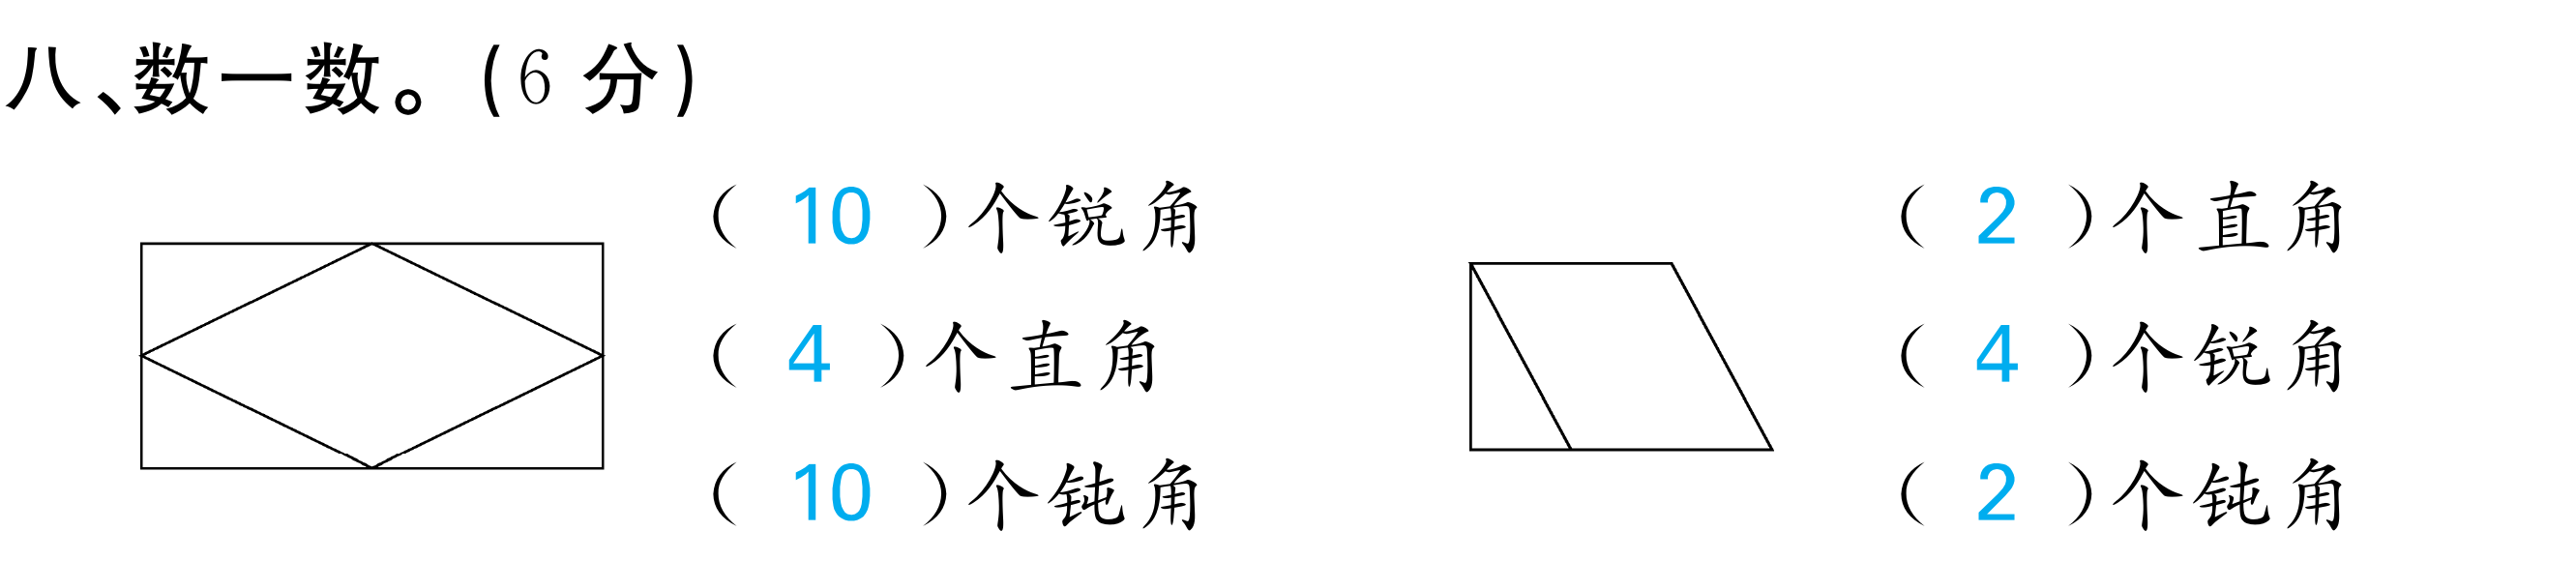 八、数一数。(6 分)
( 10 )个锐角
( 4 )个直角
( 10 )个钝角
( 2 )个直角
( 4 )个锐角
( 2 )个钝角